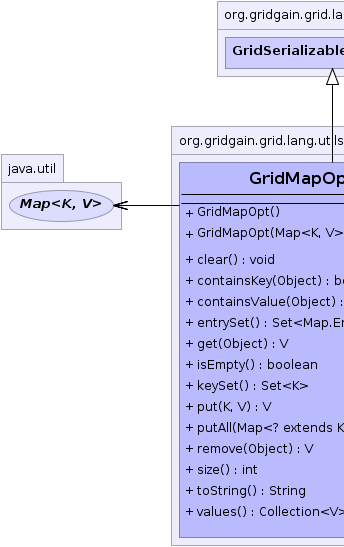 org.gridgain.grid.la
GridSerializable
org.gridgain.grid.lang.utils
java.util
Map<K, V>
GridMapOp
+ GridMapOpt()
+ GridMapOpt(Map<K, V>
+ clear() : void
+ containsKey(Object) : bo
+ containsValue(Object) :
+ entrySet() : Set<Map.En
+ get(Object) : V
+ isEmpty() : boolean
+ keySet() : Set<K>
+ put(K, V) : V
+ putAll(Map<? extends K
+ remove(Object) : V
+ size() : int
+ toString() : String
+ values() : Collection<V>